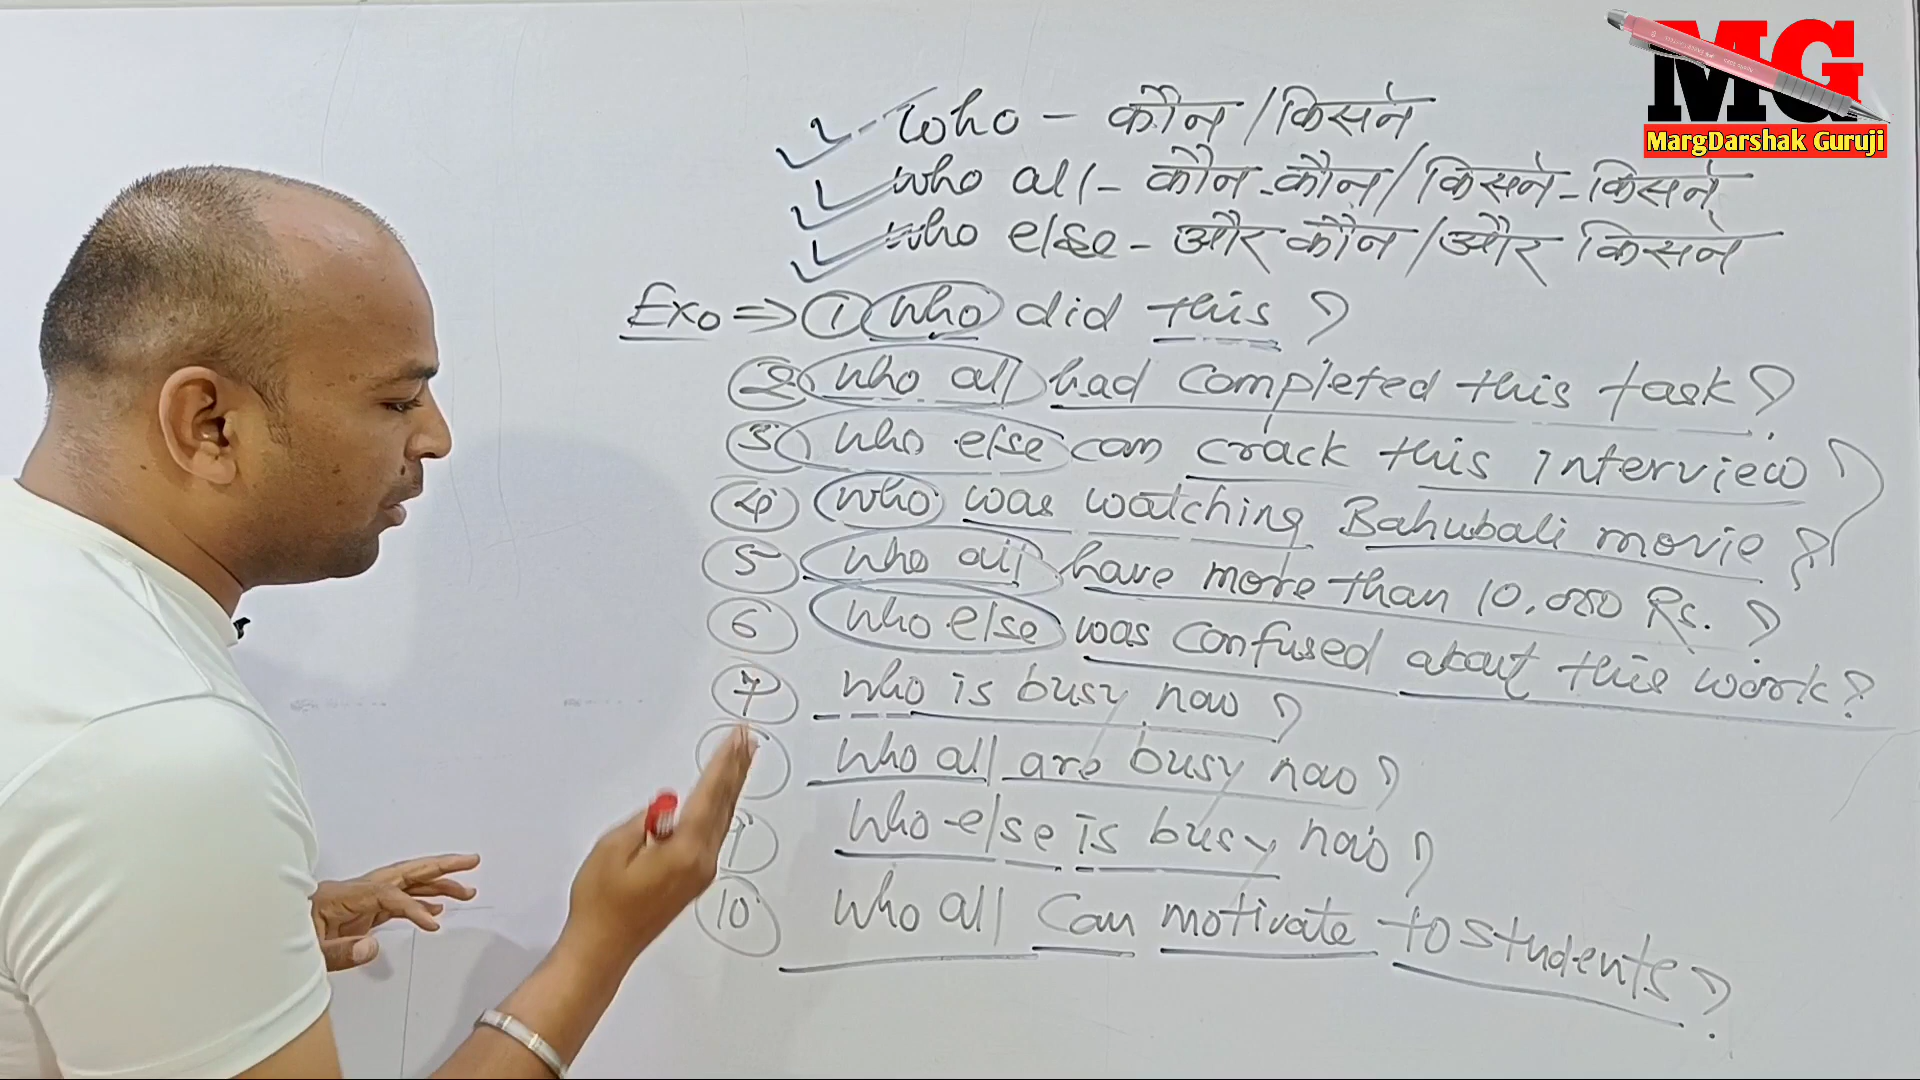 MG
MargDarshak Guruji
Who - कौन / किसने
Who all - कौन-कौन / किसने-किसने
Who else - और कौन / और किसने
Ex => 1 Who did this ?
2 Who all had completed this task ?
3 Who else can crack this interview ?
4 Who was watching Bahubali movie ?
5 Who all have more than 10,000 Rs. ?
6 Who else was confused about this work ?
7 Who is busy now ?
Who all are busy now ?
9 Who else is busy now ?
10 Who all can motivate to students ?